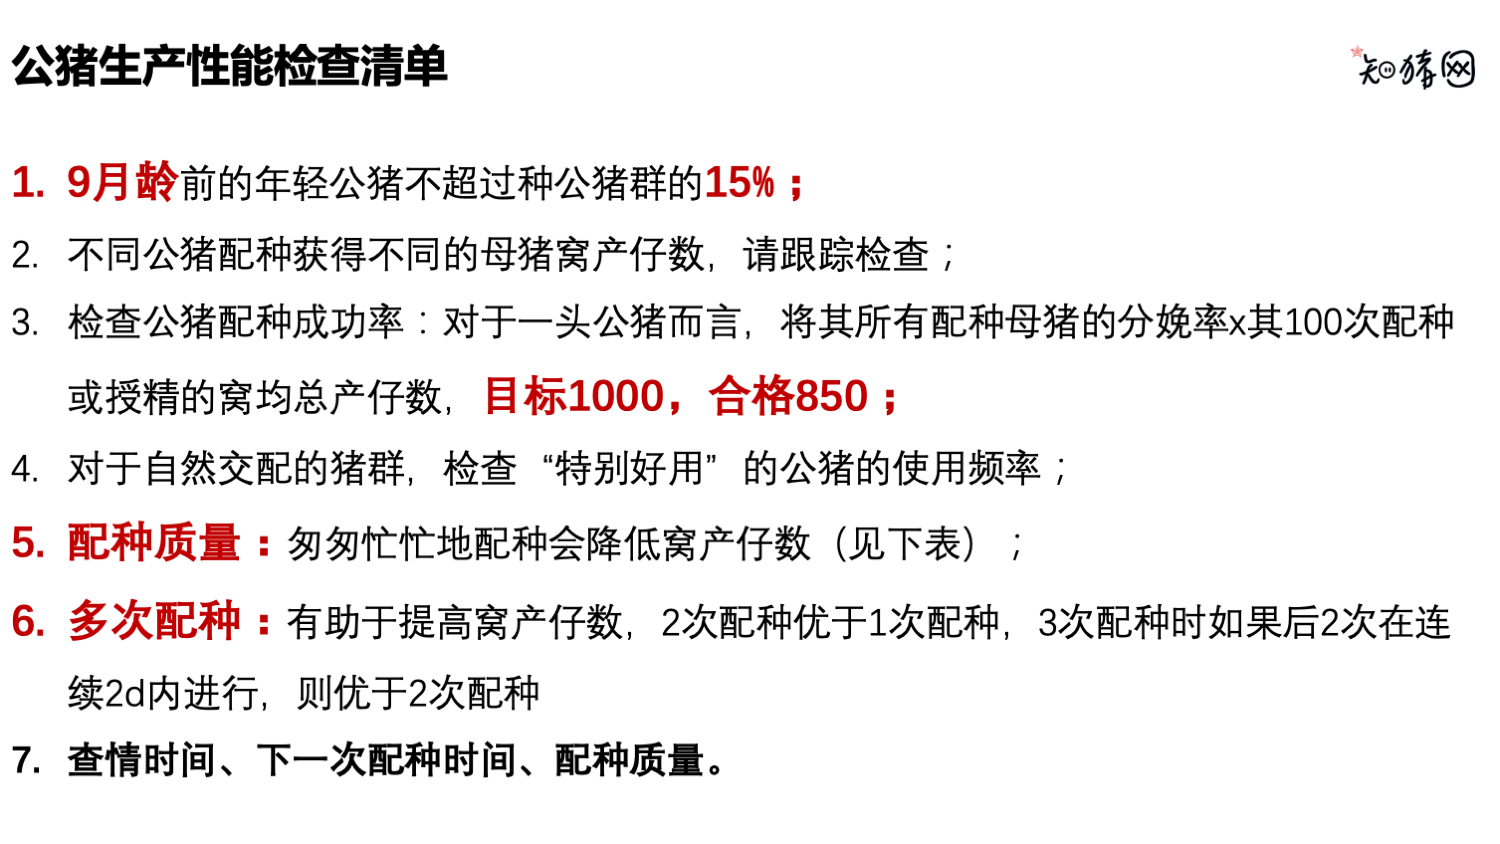 公猪生产性能检查清单
知猪网
1. 9月龄前的年轻公猪不超过种公猪群的15%；
2. 不同公猪配种获得不同的母猪窝产仔数，请跟踪检查；
3. 检查公猪配种成功率：对于一头公猪而言，将其所有配种母猪的分娩率x其100次配种
或授精的窝均总产仔数，目标1000，合格850；
4. 对于自然交配的猪群，检查“特别好用”的公猪的使用频率；
5. 配种质量：匆匆忙忙地配种会降低窝产仔数（见下表）；
6. 多次配种：有助于提高窝产仔数，2次配种优于1次配种，3次配种时如果后2次在连
续2d内进行，则优于2次配种
7. 查情时间、下一次配种时间、配种质量。